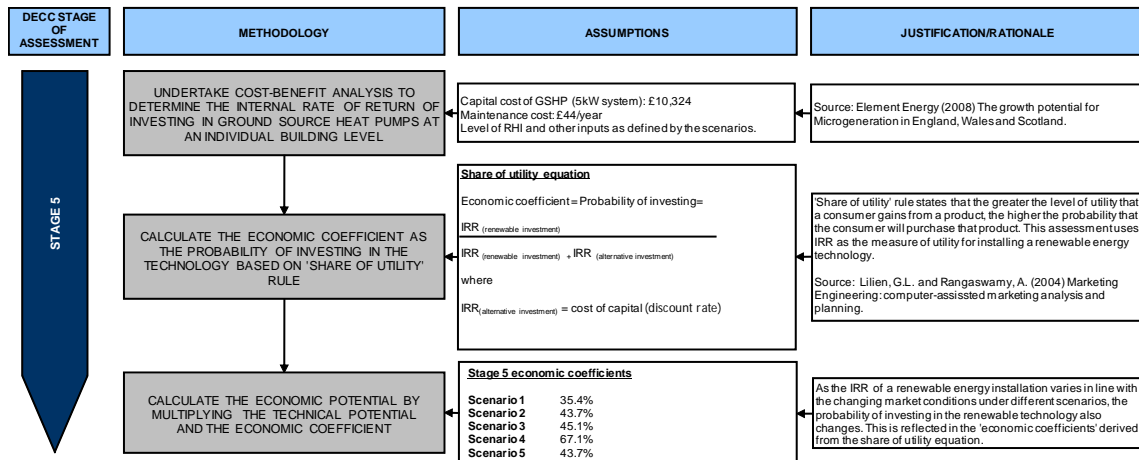 DECC STAGE
OF
ASSESSMENT
METHODOLOGY
ASSUMPTIONS
JUSTIFICATION/RATIONALE
STAGE 5
UNDERTAKE COST-BENEFIT ANALYSIS TO
DETERMINE THE INTERNAL RATE OF RETURN OF
INVESTING IN GROUND SOURCE HEAT PUMPS AT
AN INDIVIDUAL BUILDING LEVEL
Capital cost of GSHP (5kW system): £10,324
Maintenance cost: £44/year
Level of RHI and other inputs as defined by the scenarios.
Source: Element Energy (2008) The growth potential for
Microgeneration in England, Wales and Scotland.
CALCULATE THE ECONOMIC COEFFICIENT AS
THE PROBABILITY OF INVESTING IN THE
TECHNOLOGY BASED ON 'SHARE OF UTILITY'
RULE
Share of utility equation
Economic coefficient = Probability of investing=
IRR (renewable investment)
IRR (renewable investment) + IRR (alternative investment)
where
IRR(alternative investment) = cost of capital (discount rate)
'Share of utility' rule states that the greater the level of utility that
a consumer gains from a product, the higher the probability that
the consumer will purchase that product. This assessment uses
IRR as the measure of utility for installing a renewable energy
technology.
Source: Lilien, G.L. and Rangaswamy, A. (2004) Marketing
Engineering: computer-assissted marketing analysis and
planning.
CALCULATE THE ECONOMIC POTENTIAL BY
MULTIPLYING THE TECHNICAL POTENTIAL
AND THE ECONOMIC COEFFICIENT
Stage 5 economic coefficients
Scenario 1 35.4%
Scenario 2 43.7%
Scenario 3 45.1%
Scenario 4 67.1%
Scenario 5 43.7%
As the IRR of a renewable energy installation varies in line with
the changing market conditions under different scenarios, the
probability of investing in the renewable technology also
changes. This is reflected in the 'economic coefficients' derived
from the share of utility equation.